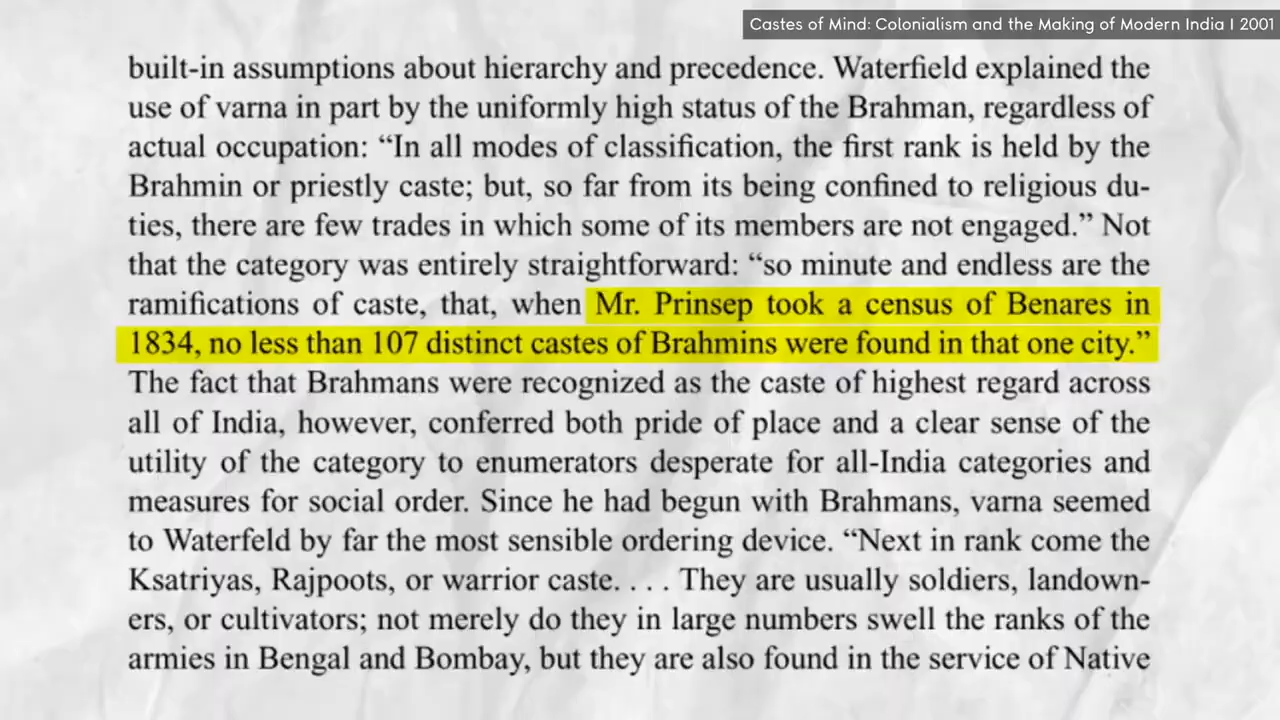 Castes of Mind: Colonialism and the Making of Modern India | 2001
built-in assumptions about hierarchy and precedence. Waterfield explained the
use of varna in part by the uniformly high status of the Brahman, regardless of
actual occupation: “In all modes of classification, the first rank is held by the
Brahmin or priestly caste; but, so far from its being confined to religious du-
ties, there are few trades in which some of its members are not engaged.” Not
that the category was entirely straightforward: “so minute and endless are the
ramifications of caste, that, when Mr. Prinsep took a census of Benares in
1834, no less than 107 distinct castes of Brahmins were found in that one city.”
The fact that Brahmans were recognized as the caste of highest regard across
all of India, however, conferred both pride of place and a clear sense of the
utility of the category to enumerators desperate for all-India categories and
measures for social order. Since he had begun with Brahmans, varna seemed
to Waterfeld by far the most sensible ordering device. “Next in rank come the
Ksatriyas, Rajpoots, or warrior caste. . . . They are usually soldiers, landown-
ers, or cultivators; not merely do they in large numbers swell the ranks of the
armies in Bengal and Bombay, but they are also found in the service of Native